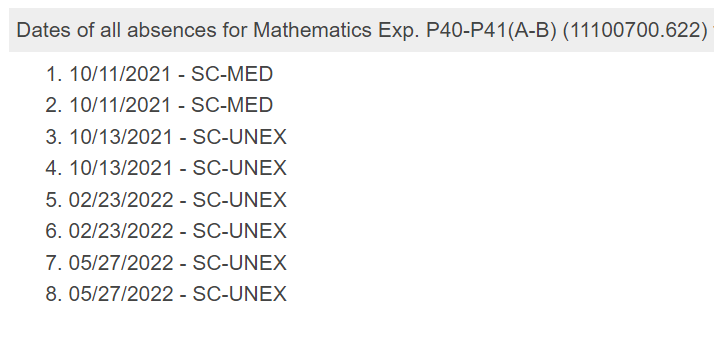 Dates of all absences for Mathematics Exp. P40-P41(A-B) (11100700.622)
1. 10/11/2021 - SC-MED
2. 10/11/2021 - SC-MED
3. 10/13/2021 - SC-UNEX
4. 10/13/2021 - SC-UNEX
5. 02/23/2022 - SC-UNEX
6. 02/23/2022 - SC-UNEX
7. 05/27/2022 - SC-UNEX
8. 05/27/2022 - SC-UNEX